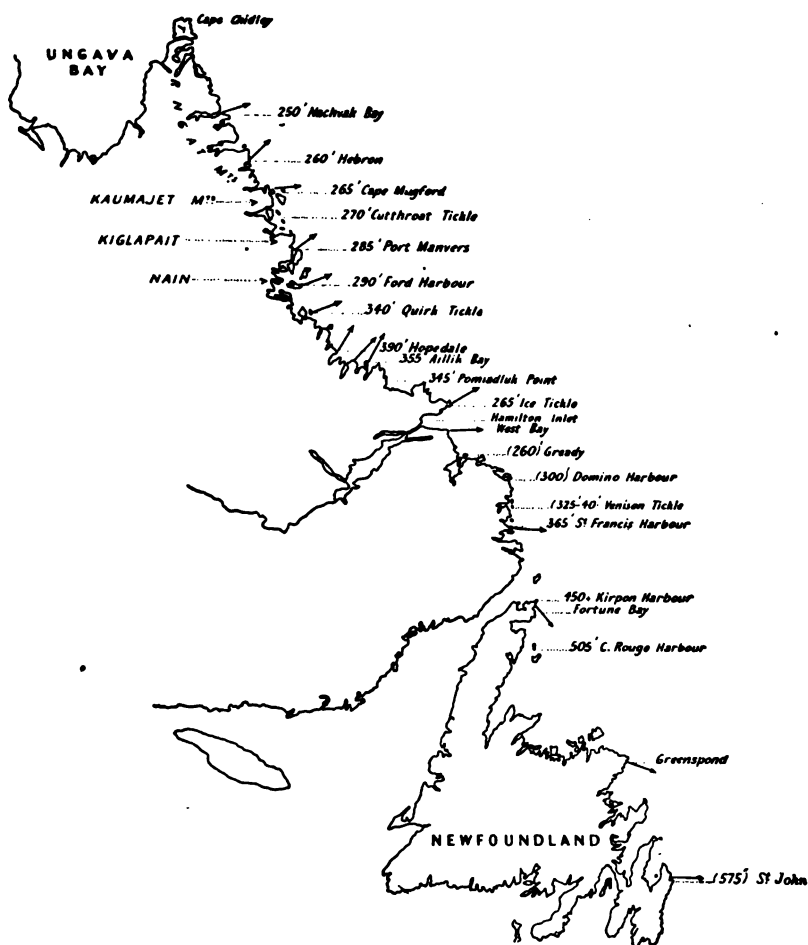 Cape Chidley
UNGAVA
BAY
TORNGAT Mts
250' Nachvak Bay
260' Hebron
265' Cape Mugford
KAUMAJET Mts
270' Cutthroat Tickle
KIGLAPAIT
285' Port Manvers
NAIN
290' Ford Harbour
340' Quirk Tickle
390' Hopedale
355' Aillik Bay
345' Pomiadluk Point
265' Ice Tickle
Hamilton Inlet
West Bay
(260)' Gready
(300)' Domino Harbour
(325'-40' Venison Tickle
365' St Francis Harbour
450+ Kirpon Harbour
Fortune Bay
505' C. Rouge Harbour
Greenspond
NEWFOUNDLAND
(575') St John